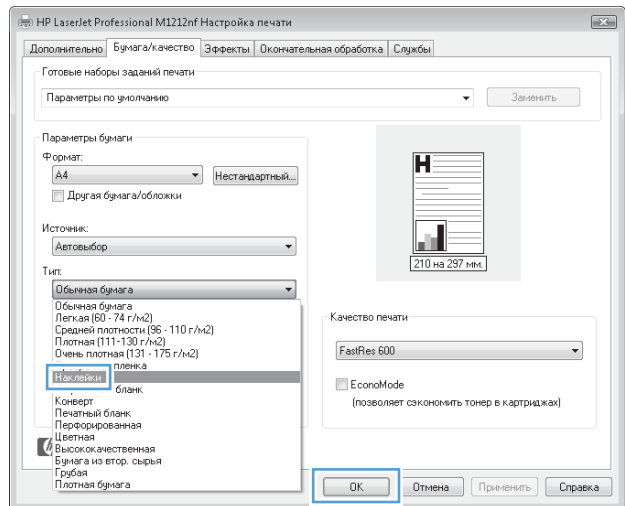 HP LaserJet Professional M1212nf Настройка печати
Дополнительно Бумага/качество Эффекты Окончательная обработка Службы
Готовые наборы заданий печати
Параметры по умолчанию Заменить
Параметры бумаги
Формат:
A4 Нестандартный...
Другая бумага/обложки
Источник:
Автовыбор
Тип:
Обычная бумага
Обычная бумага
Легкая (60 - 74 г/м2)
Средней плотности (96 - 110 г/м2)
Плотная (111-130 г/м2)
Очень плотная (131 - 175 г/м2)
пленка
Наклейки
бланк
Конверт
Печатный бланк
Перфорированная
Цветная
Высококачественная
Бумага из втор. сырья
Грубая
Плотная бумага
H
210 на 297 мм.
Качество печати
FastRes 600
EconoMode
(позволяет сэкономить тонер в картриджах)
OK Отмена Применить Справка